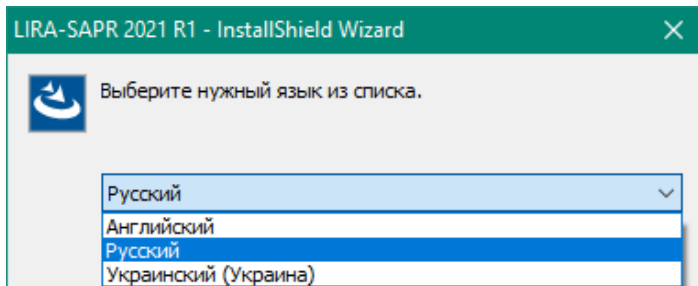 LIRA-SAPR 2021 R1 - InstallShield Wizard
Выберите нужный язык из списка.
Русский
Английский
Русский
Украинский (Украина)